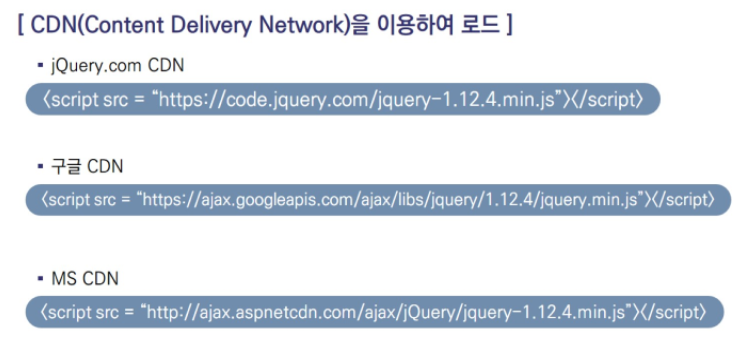 [ CDN(Content Delivery Network)을 이용하여 로드 ]
▪ jQuery.com CDN
〈script src = “https://code.jquery.com/jquery-1.12.4.min.js”〉〈/script〉
▪ 구글 CDN
〈script src = “https://ajax.googleapis.com/ajax/libs/jquery/1.12.4/jquery.min.js”〉〈/script〉
▪ MS CDN
〈script src = “http://ajax.aspnetcdn.com/ajax/jQuery/jquery-1.12.4.min.js”〉〈/script〉